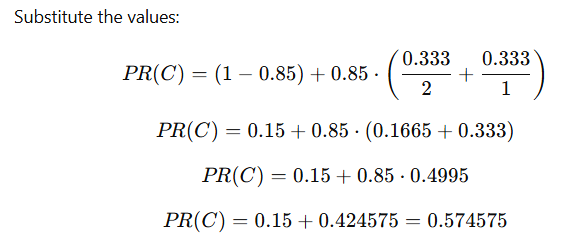 Substitute the values:
PR(C) = (1 − 0.85) + 0.85 · (0.333/2 + 0.333/1)
PR(C) = 0.15 + 0.85 · (0.1665 + 0.333)
PR(C) = 0.15 + 0.85 · 0.4995
PR(C) = 0.15 + 0.424575 = 0.574575